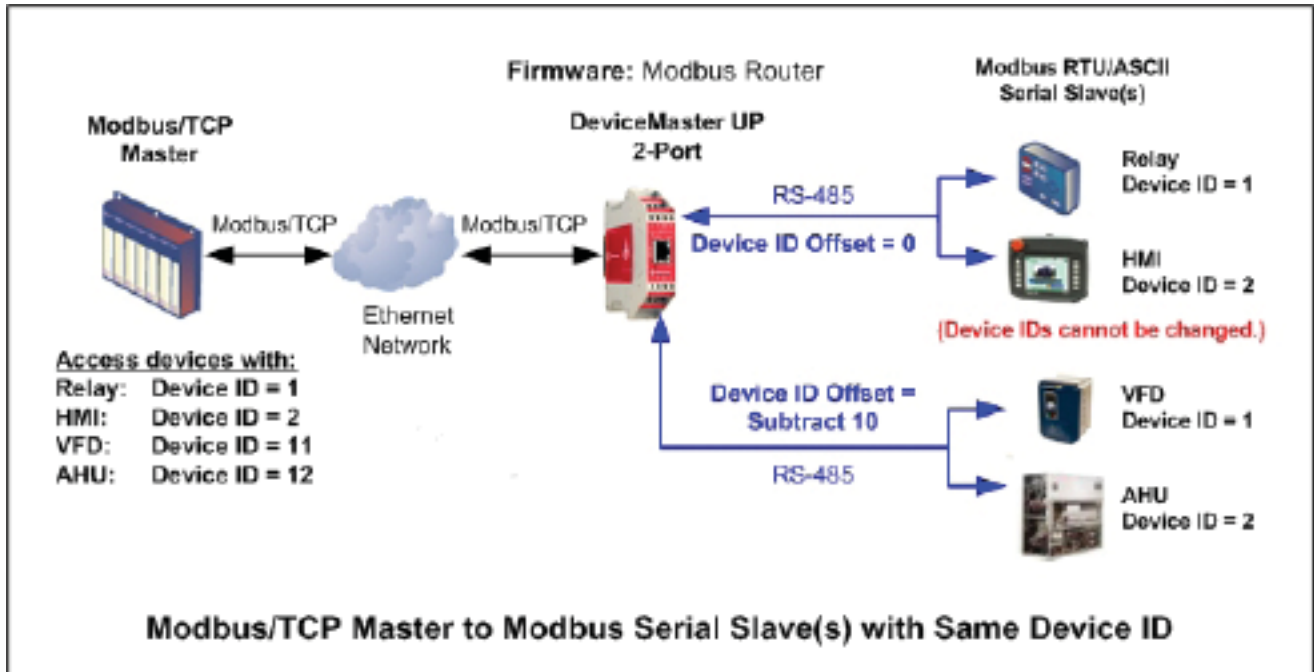 Firmware: Modbus Router
Modbus/TCP
Master
DeviceMaster UP
2-Port
Modbus RTU/ASCII
Serial Slave(s)
Modbus/TCP
Modbus/TCP
Ethernet
Network
RS-485
Device ID Offset = 0
Relay
Device ID = 1
HMI
Device ID = 2
(Device IDs cannot be changed.)
Access devices with:
Relay: Device ID = 1
HMI: Device ID = 2
VFD: Device ID = 11
AHU: Device ID = 12
Device ID Offset =
Subtract 10
RS-485
VFD
Device ID = 1
AHU
Device ID = 2
Modbus/TCP Master to Modbus Serial Slave(s) with Same Device ID